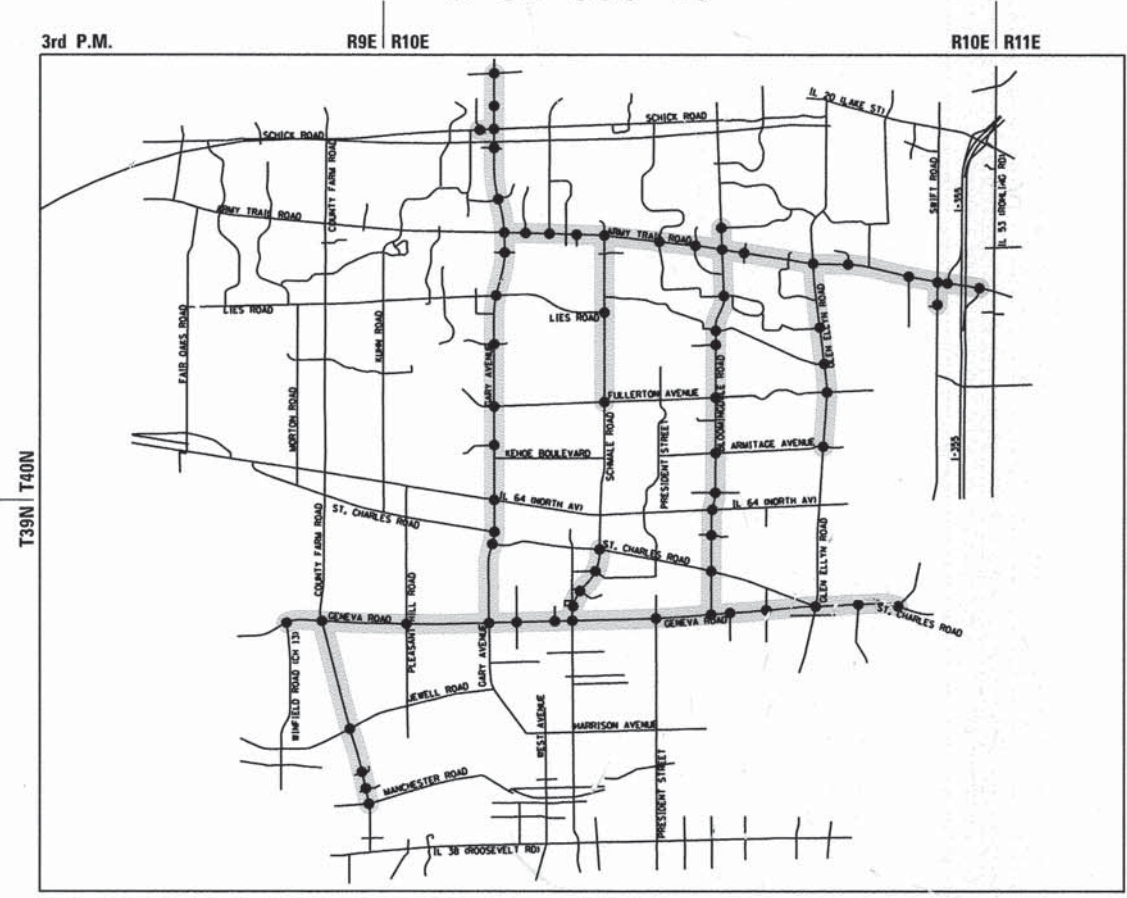 3rd P.M.
R9E R10E
R10E R11E
IL 20 (LAKE ST)
SCHICK ROAD
SCHICK ROAD
COUNTY FARM ROAD
SWIFT ROAD
I-355
IL 53 (ROHLWING RD)
ARMY TRAIL ROAD
ARMY TRAIL ROAD
LIES ROAD
LIES ROAD
FAIR OAKS ROAD
KUHN ROAD
GARY AVENUE
GLEN ELLYN ROAD
BLOOMINGDALE ROAD
FULLERTON AVENUE
MORTON ROAD
SCHMALE ROAD
PRESIDENT STREET
ARMITAGE AVENUE
KEHOE BOULEVARD
I-355
T39N T40N
IL 64 (NORTH AV)
IL 64 (NORTH AV)
ST. CHARLES ROAD
ST. CHARLES ROAD
COUNTY FARM ROAD
GLEN ELLYN ROAD
PLEASANT HILL ROAD
GENEVA ROAD
GENEVA ROAD
ST. CHARLES ROAD
WINFIELD ROAD (CH 13)
GARY AVENUE
JEWELL ROAD
WEST AVENUE
HARRISON AVENUE
MANCHESTER ROAD
PRESIDENT STREET
IL 38 (ROOSEVELT RD)